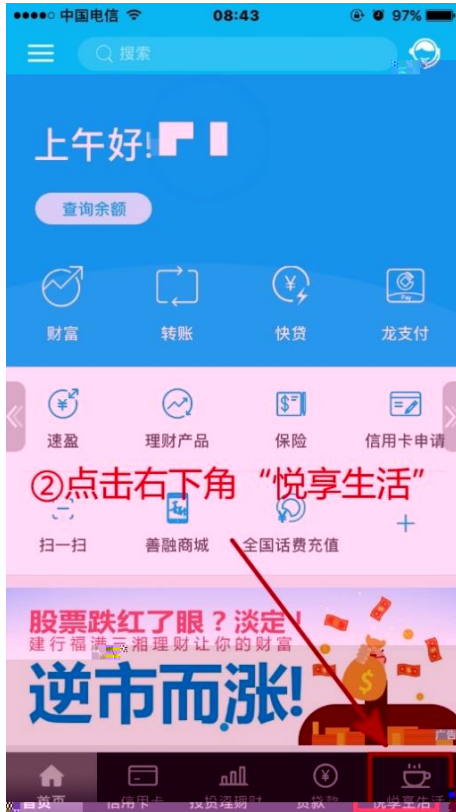 中国电信 08:43 97%
搜索
上午好!
查询余额
财富 转账 快贷 龙支付
Pay
速盈 理财产品 保险 信用卡申请
②点击右下角“悦享生活”
扫一扫 善融商城 全国话费充值
股票跌红了眼？淡定！
建行福满三湘理财让你的财富
逆市而涨!
广告
首页 信用卡 投资理财 贷款 悦享生活